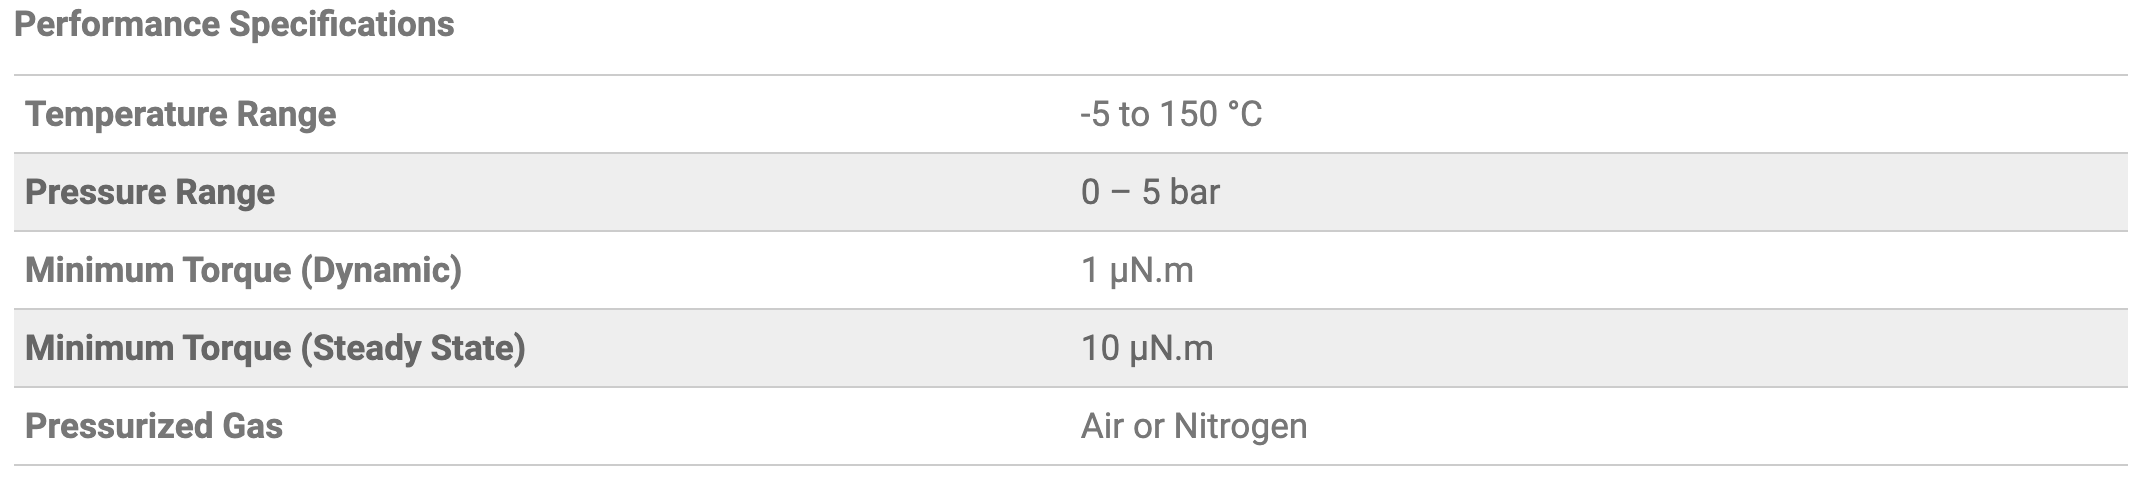 Performance Specifications
Temperature Range -5 to 150 °C
Pressure Range 0 – 5 bar
Minimum Torque (Dynamic) 1 μN.m
Minimum Torque (Steady State) 10 μN.m
Pressurized Gas Air or Nitrogen